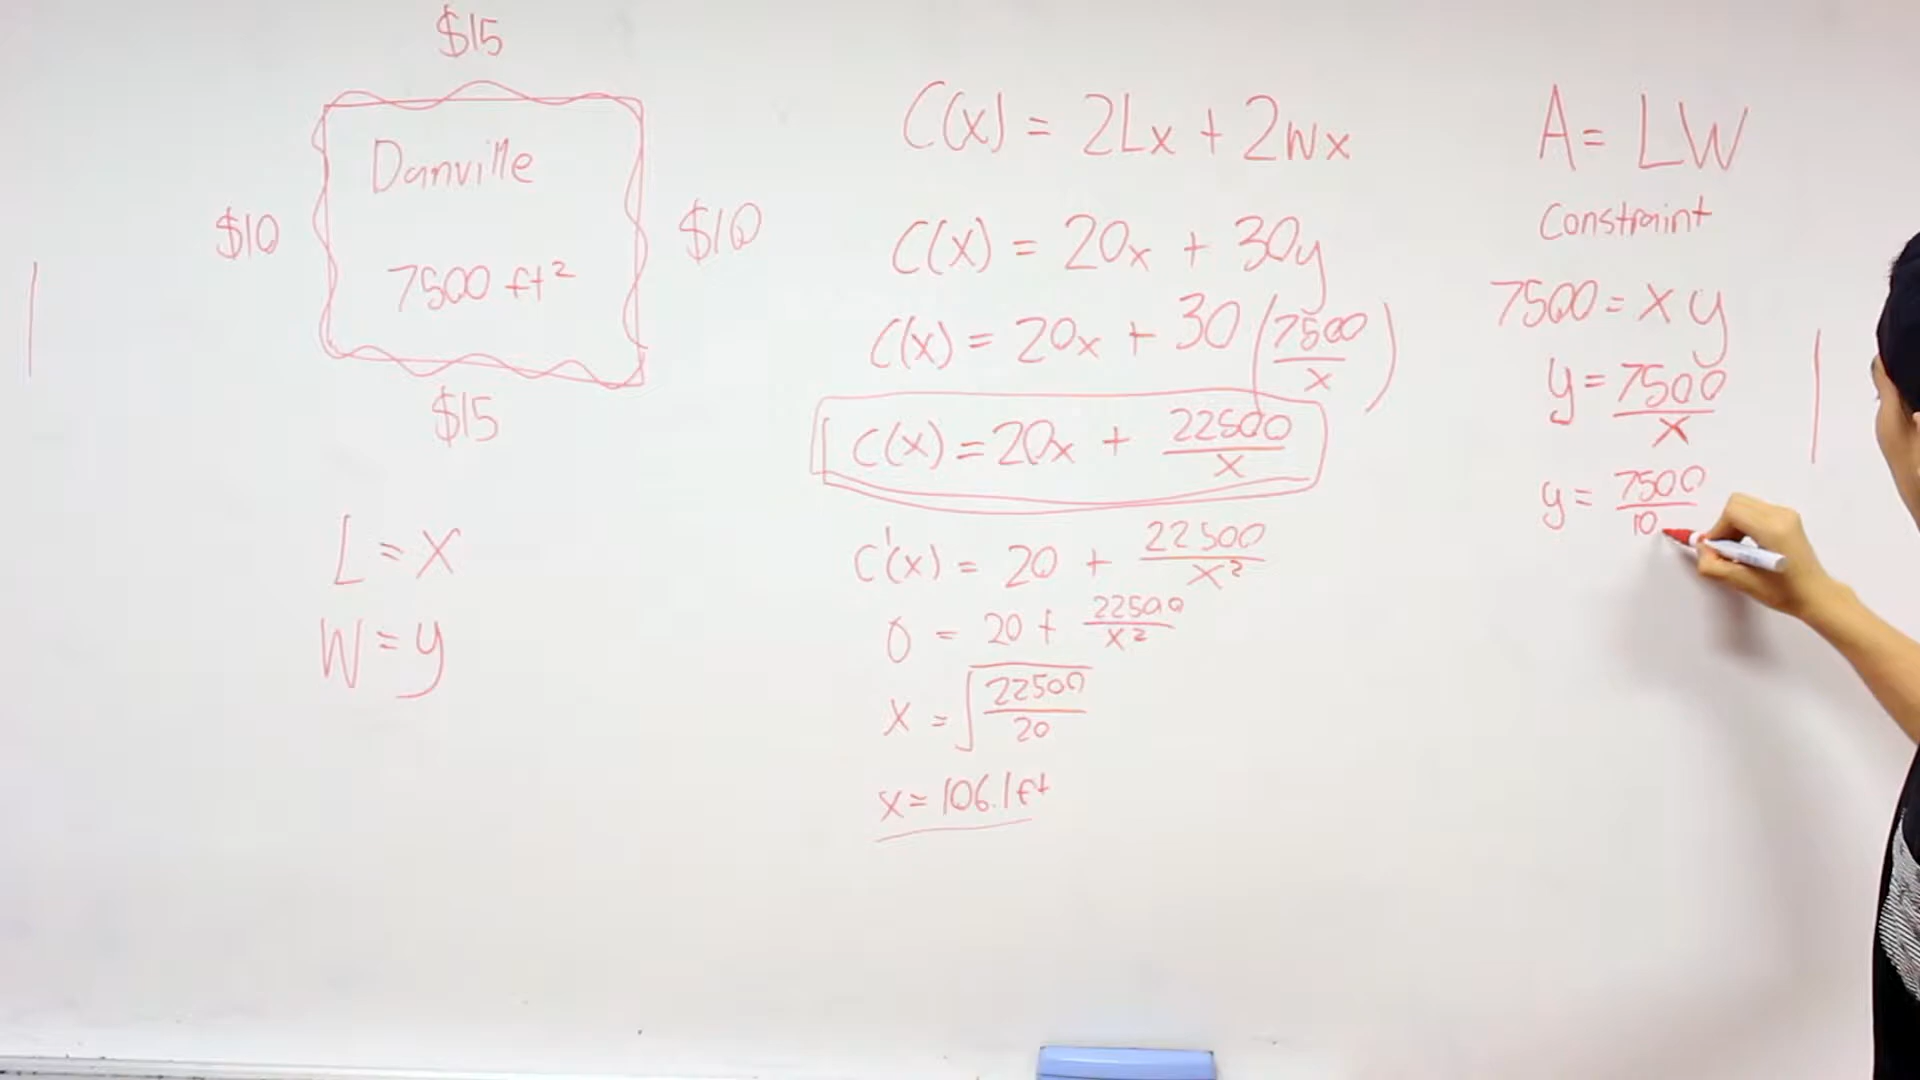 $15
Danville
$10
$10
7500 ft²
$15
L = x
W = y
C(x) = 2Lx + 2wx
C(x) = 20x + 30y
C(x) = 20x + 30 (7500/x)
C(x) = 20x + 22500/x
C'(x) = 20 + 22500/x²
0 = 20 + 22500/x²
x = √(22500/20)
x = 106.1 ft
A = LW
Constraint
7500 = xy
y = 7500/x
y = 7500/10